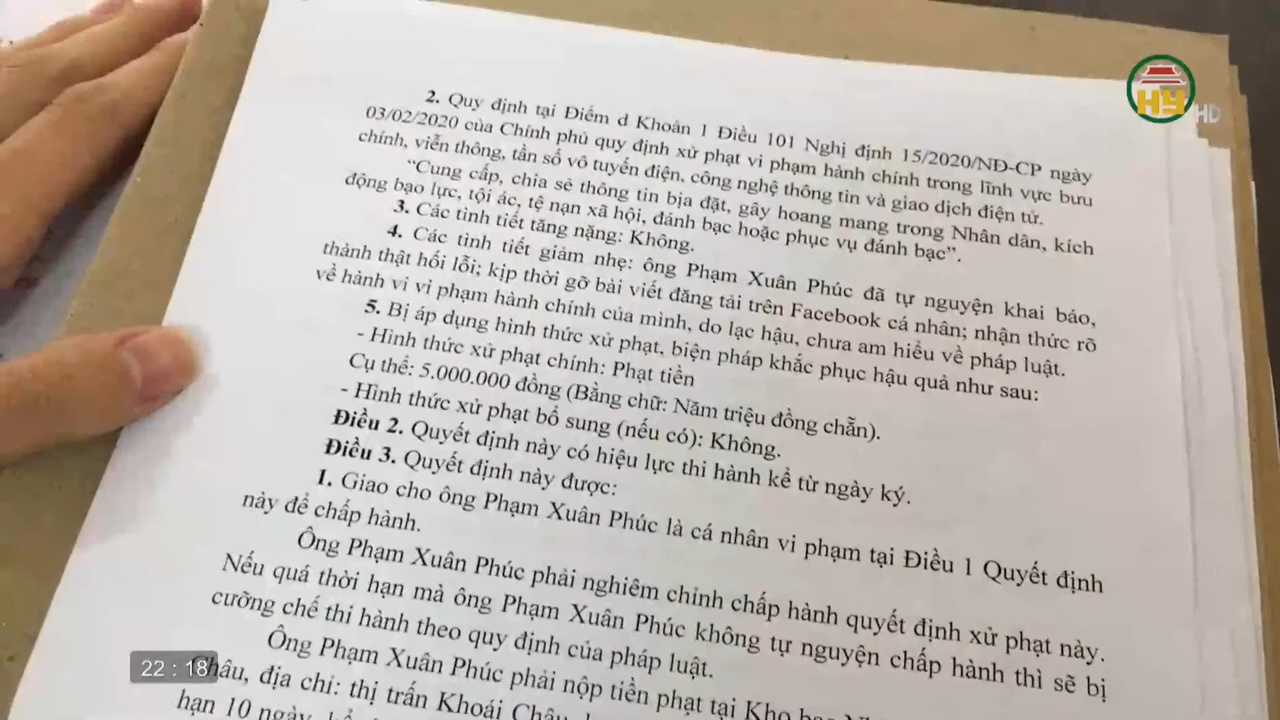 HY HD
2. Quy định tại Điểm d Khoản 1 Điều 101 Nghị định 15/2020/NĐ-CP ngày
03/02/2020 của Chính phủ quy định xử phạt vi phạm hành chính trong lĩnh vực bưu
chính, viễn thông, tần số vô tuyến điện, công nghệ thông tin và giao dịch điện tử.
“Cung cấp, chia sẻ thông tin bịa đặt, gây hoang mang trong Nhân dân, kích
động bạo lực, tội ác, tệ nạn xã hội, đánh bạc hoặc phục vụ đánh bạc”.
3. Các tình tiết tăng nặng: Không.
4. Các tình tiết giảm nhẹ: ông Phạm Xuân Phúc đã tự nguyện khai báo,
thành thật hối lỗi; kịp thời gỡ bài viết đăng tải trên Facebook cá nhân; nhận thức rõ
về hành vi vi phạm hành chính của mình, do lạc hậu, chưa am hiểu về pháp luật.
5. Bị áp dụng hình thức xử phạt, biện pháp khắc phục hậu quả như sau:
- Hình thức xử phạt chính: Phạt tiền
Cụ thể: 5.000.000 đồng (Bằng chữ: Năm triệu đồng chẵn).
- Hình thức xử phạt bổ sung (nếu có): Không.
Điều 2. Quyết định này có hiệu lực thi hành kể từ ngày ký.
Điều 3. Quyết định này được:
1. Giao cho ông Phạm Xuân Phúc là cá nhân vi phạm tại Điều 1 Quyết định
này để chấp hành.
Ông Phạm Xuân Phúc phải nghiêm chỉnh chấp hành quyết định xử phạt này.
Nếu quá thời hạn mà ông Phạm Xuân Phúc không tự nguyện chấp hành thì sẽ bị
cưỡng chế thi hành theo quy định của pháp luật.
Ông Phạm Xuân Phúc phải nộp tiền phạt tại Kho
Châu, địa chỉ: thị trấn Khoái Châu
hạn 10 ngày
22 : 18